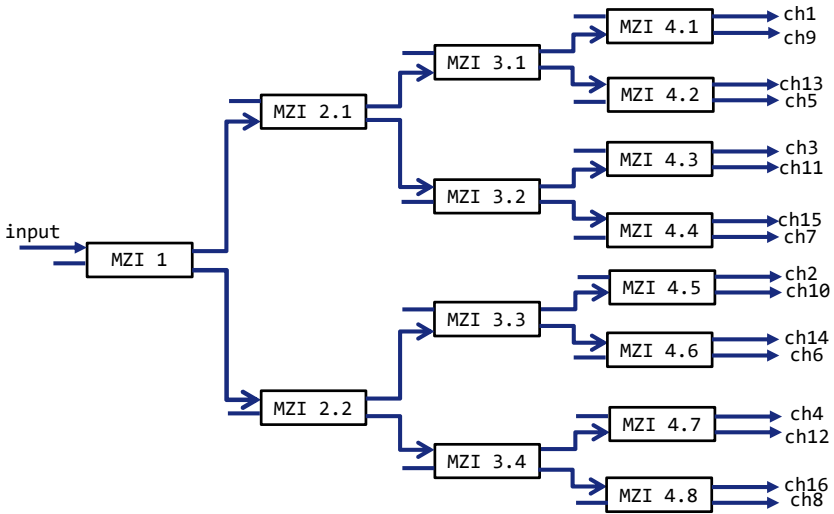 input
MZI 1
MZI 2.1
MZI 2.2
MZI 3.1
MZI 3.2
MZI 3.3
MZI 3.4
MZI 4.1
MZI 4.2
MZI 4.3
MZI 4.4
MZI 4.5
MZI 4.6
MZI 4.7
MZI 4.8
ch1
ch9
ch13
ch5
ch3
ch11
ch15
ch7
ch2
ch10
ch14
ch6
ch4
ch12
ch16
ch8